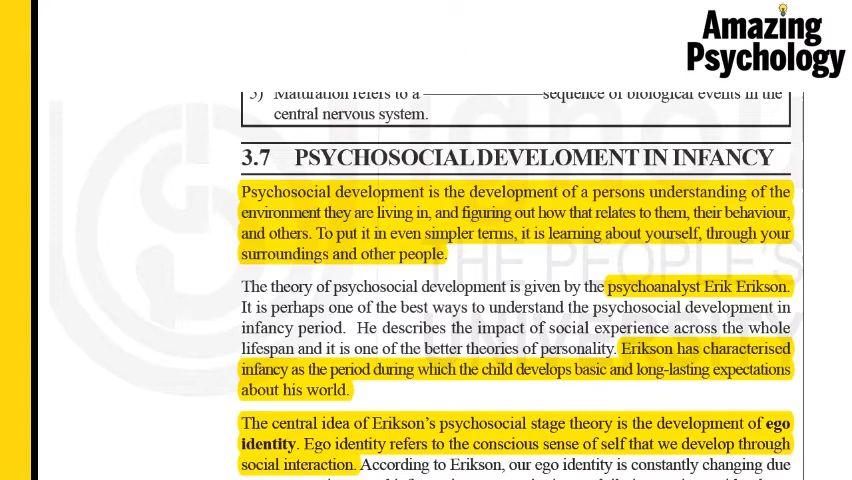 Amazing
Psychology
5) Maturation refers to a ____________ sequence of biological events in the
central nervous system.
3.7 PSYCHOSOCIAL DEVELOMENT IN INFANCY
Psychosocial development is the development of a persons understanding of the
environment they are living in, and figuring out how that relates to them, their behaviour,
and others. To put it in even simpler terms, it is learning about yourself, through your
surroundings and other people.
THE PEOPLE'S
UNIVERSITY
The theory of psychosocial development is given by the psychoanalyst Erik Erikson.
It is perhaps one of the best ways to understand the psychosocial development in
infancy period. He describes the impact of social experience across the whole
lifespan and it is one of the better theories of personality. Erikson has characterised
infancy as the period during which the child develops basic and long-lasting expectations
about his world.
The central idea of Erikson's psychosocial stage theory is the development of ego
identity. Ego identity refers to the conscious sense of self that we develop through
social interaction. According to Erikson, our ego identity is constantly changing due